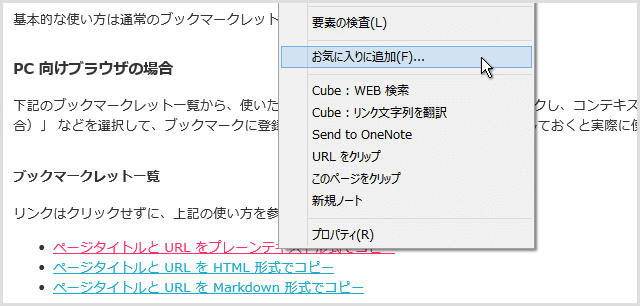 基本的な使い方は通常のブックマークレット
PC 向けブラウザの場合
下記のブックマークレット一覧から、使いた
クし、コンテキス
合）」 などを選択して、ブックマークに登録
っておくと実際に使
ブックマークレット一覧
リンクはクリックせずに、上記の使い方を参
ページタイトルと URL をプレーンテキスト形式でコピー
ページタイトルと URL を HTML 形式でコピー
ページタイトルと URL を Markdown 形式でコピー
要素の検査(L)
お気に入りに追加(F)...
Cube : WEB 検索
Cube : リンク文字列を翻訳
Send to OneNote
URL をクリップ
このページをクリップ
新規ノート
プロパティ(R)